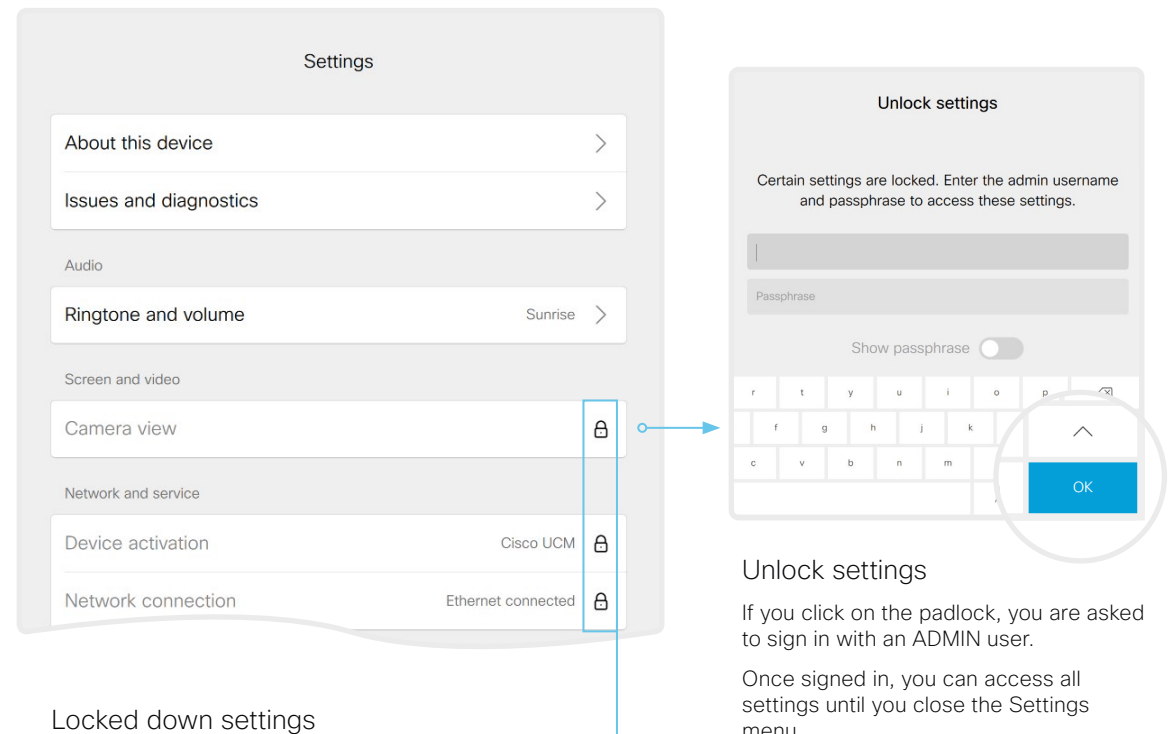 Settings
About this device
Issues and diagnostics
Audio
Ringtone and volume Sunrise
Screen and video
Camera view
Network and service
Device activation Cisco UCM
Network connection Ethernet connected
Locked down settings
Unlock settings
Certain settings are locked. Enter the admin username
and passphrase to access these settings.
Passphrase
Show passphrase
r t y u i o p
f g h j k
c v b n m
OK
Unlock settings
If you click on the padlock, you are asked
to sign in with an ADMIN user.
Once signed in, you can access all
settings until you close the Settings
menu